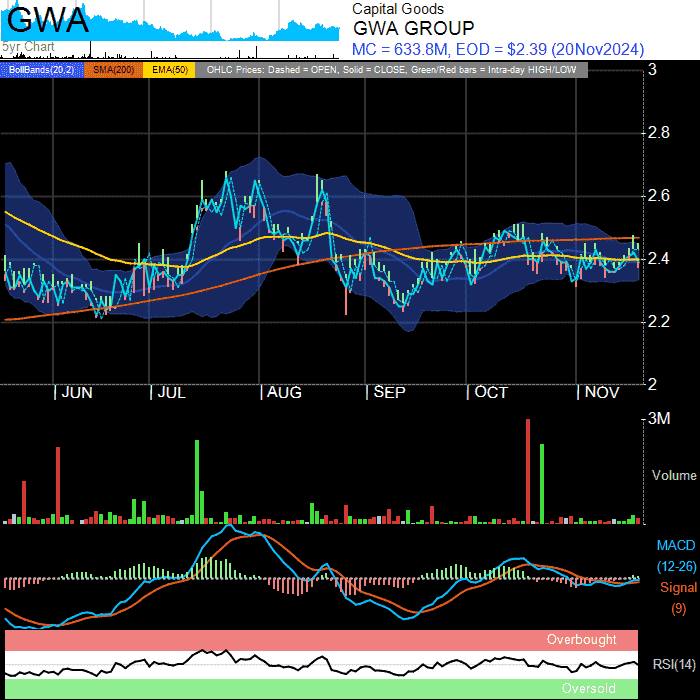 GWA
5yr Chart
Capital Goods
GWA GROUP
MC = 633.8M, EOD = $2.39 (20Nov2024)
BollBands(20,2) SMA(200) EMA(50) OHLC Prices: Dashed = OPEN, Solid = CLOSE, Green/Red bars = Intra-day HIGH/LOW
3
2.8
2.6
2.4
2.2
2
| JUN | JUL | AUG | SEP | OCT | NOV
3M
Volume
MACD
(12-26)
Signal
(9)
Overbought
RSI(14)
Oversold